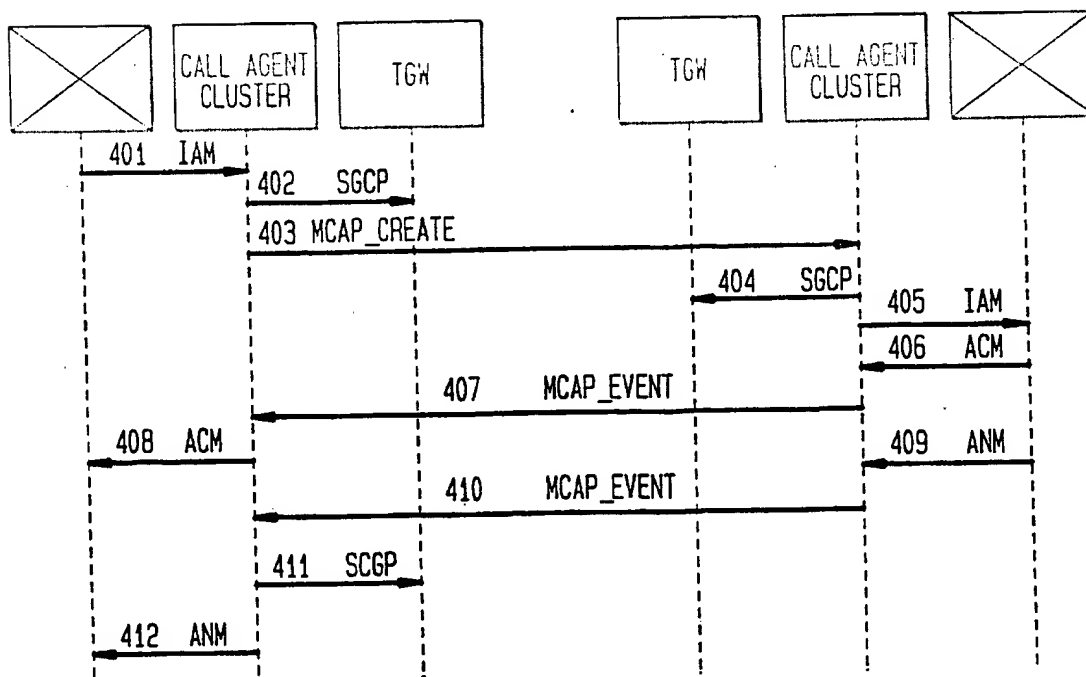 CALL AGENT
CLUSTER
TGW
TGW
CALL AGENT
CLUSTER
401 IAM
402 SGCP
403 MCAP_CREATE
404 SGCP
405 IAM
406 ACM
407 MCAP_EVENT
408 ACM
409 ANM
410 MCAP_EVENT
411 SCGP
412 ANM